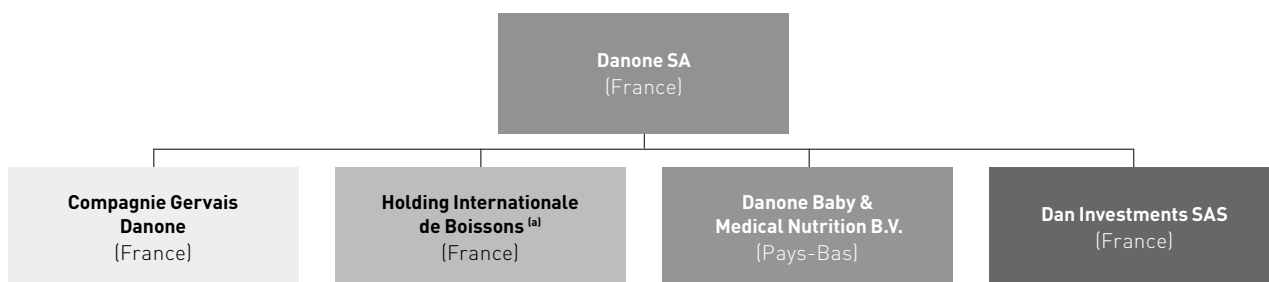 Danone SA
(France)
Compagnie Gervais
Danone
(France)
Holding Internationale
de Boissons (a)
(France)
Danone Baby &
Medical Nutrition B.V.
(Pays-Bas)
Dan Investments SAS
(France)